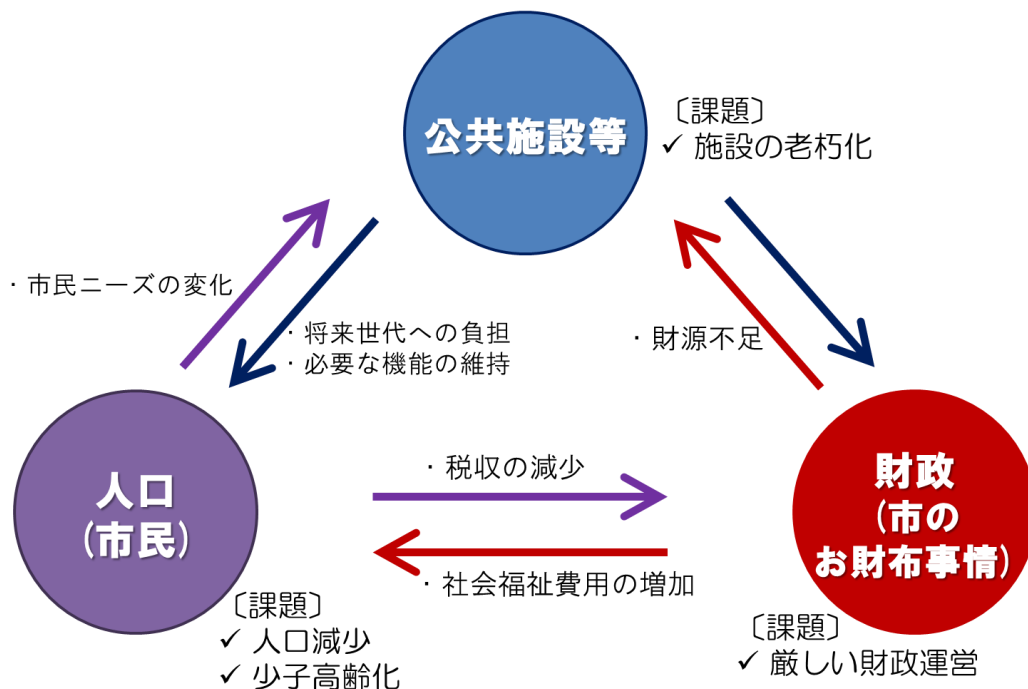 公共施設等
〔課題〕
✓ 施設の老朽化
・市民ニーズの変化
・将来世代への負担
・必要な機能の維持
・財源不足
人口
(市民)
・税収の減少
財政
(市の
お財布事情)
・社会福祉費用の増加
〔課題〕
✓ 人口減少
✓ 少子高齢化
〔課題〕
✓ 厳しい財政運営